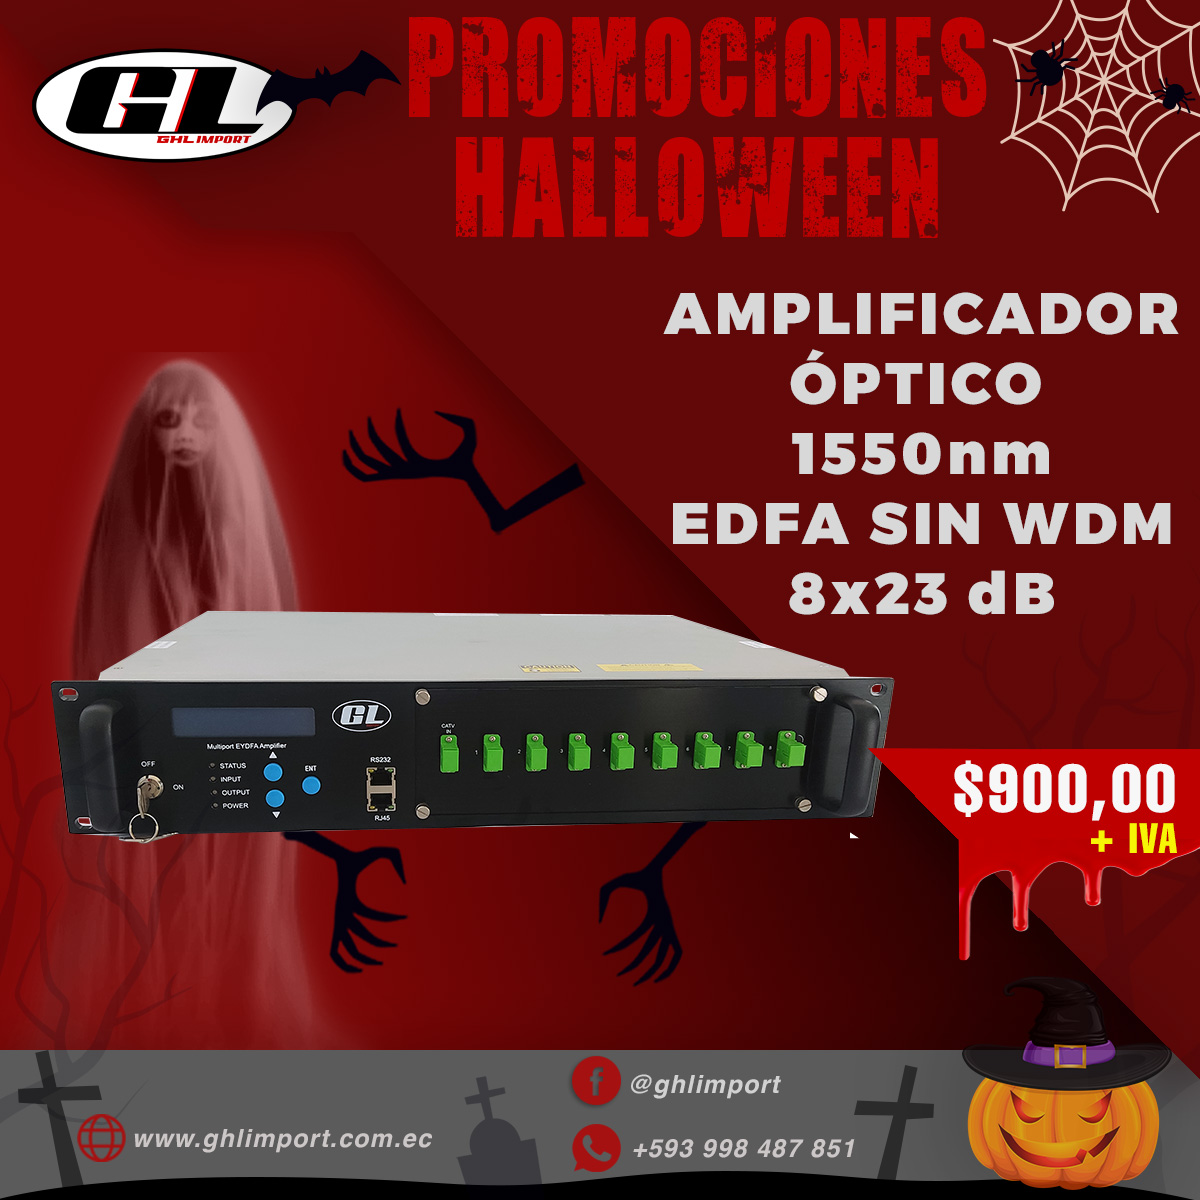 GHL
GHL IMPORT
PROMOCIONES
HALLOWEEN
AMPLIFICADOR
ÓPTICO
1550nm
EDFA SIN WDM
8x23 dB
GL
Multiport EYDFA Amplifier
STATUS
INPUT
OUTPUT
POWER
OFF
ON
ENT
RS232
RJ45
CATV
IN
1
2
3
4
5
6
7
8
CAUTION
$900,00
+ IVA
@ghlimport
www.ghlimport.com.ec
+593 998 487 851